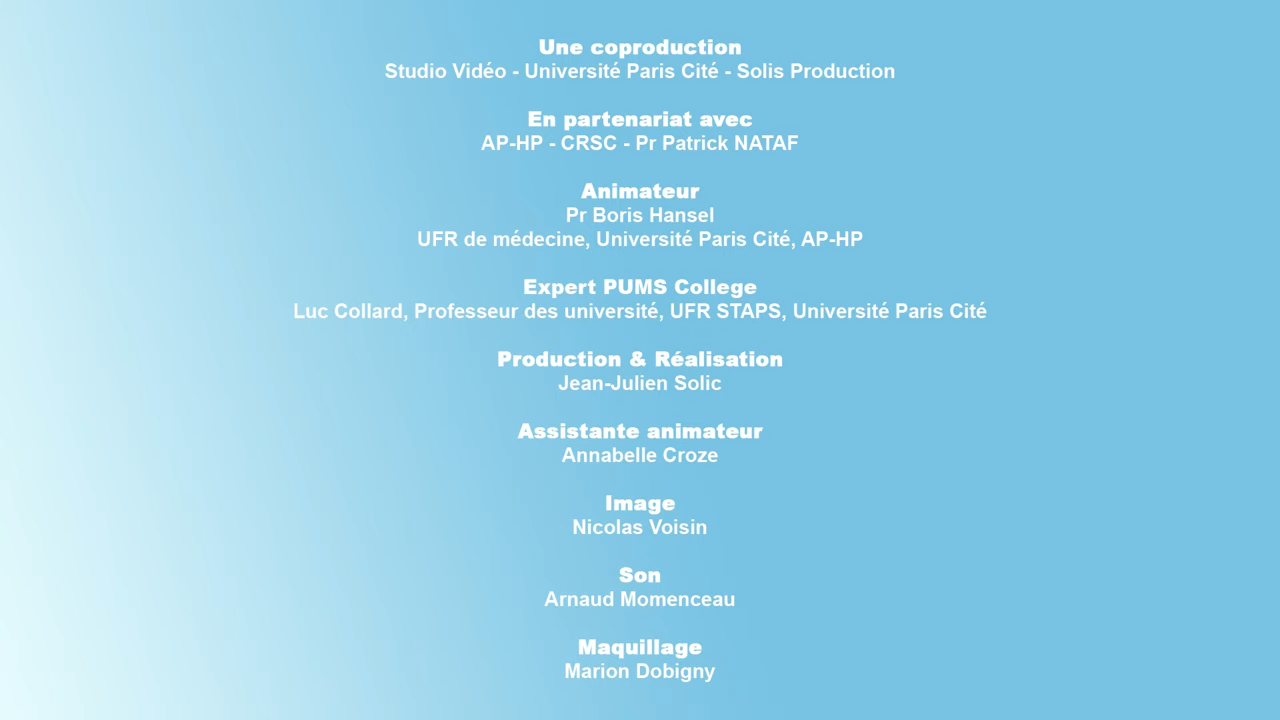 Une coproduction
Studio Vidéo - Université Paris Cité - Solis Production
En partenariat avec
AP-HP - CRSC - Pr Patrick NATAF
Animateur
Pr Boris Hansel
UFR de médecine, Université Paris Cité, AP-HP
Expert PUMS College
Luc Collard, Professeur des université, UFR STAPS, Université Paris Cité
Production & Réalisation
Jean-Julien Solic
Assistante animateur
Annabelle Croze
Image
Nicolas Voisin
Son
Arnaud Momenceau
Maquillage
Marion Dobigny